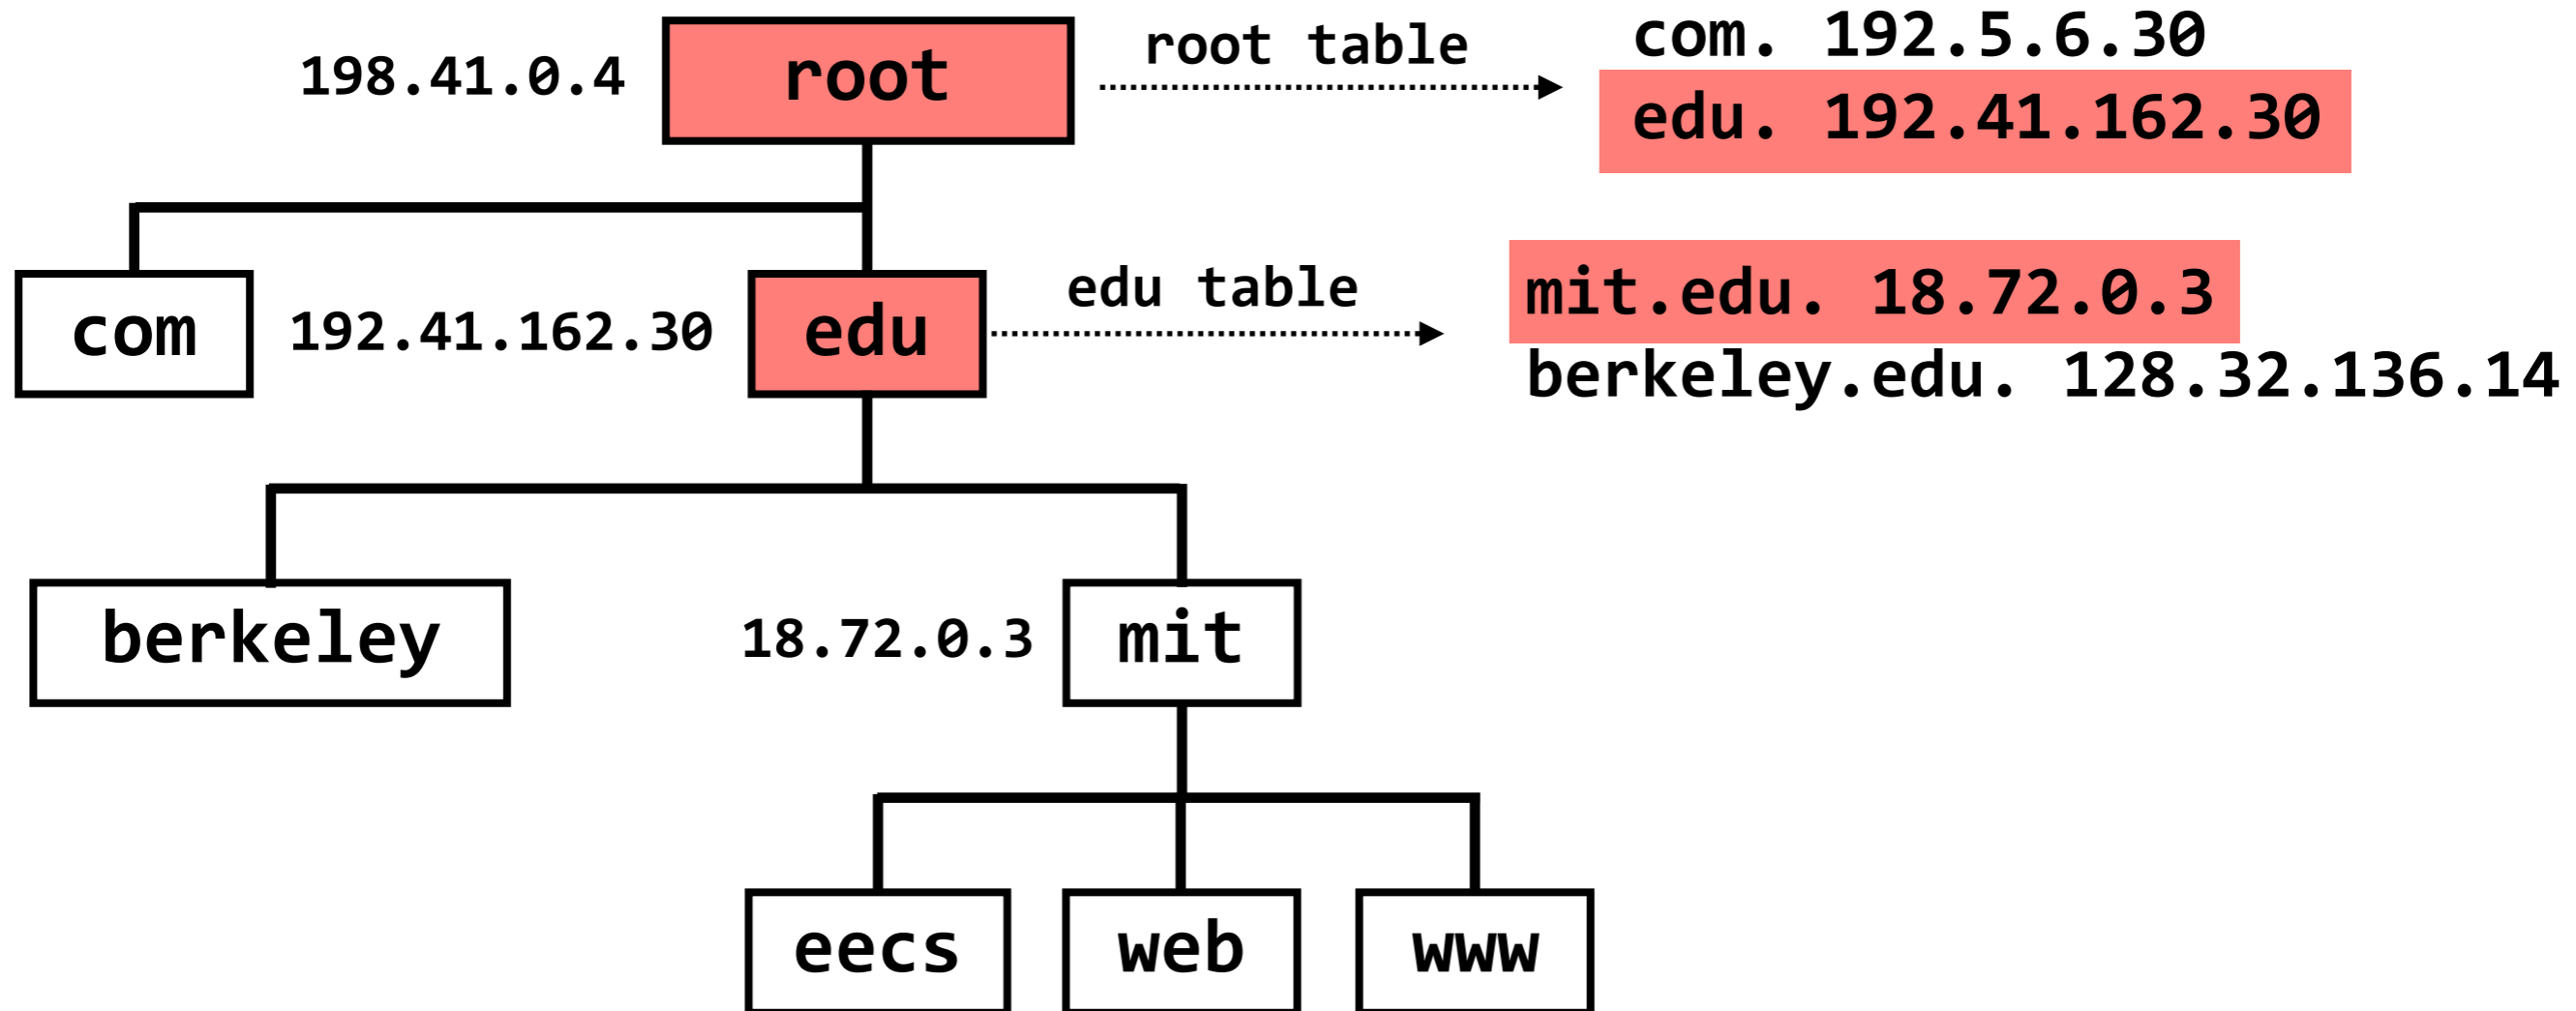 198.41.0.4
root
root table
com. 192.5.6.30
edu. 192.41.162.30
com
192.41.162.30
edu
edu table
mit.edu. 18.72.0.3
berkeley.edu. 128.32.136.14
berkeley
18.72.0.3
mit
eecs
web
www